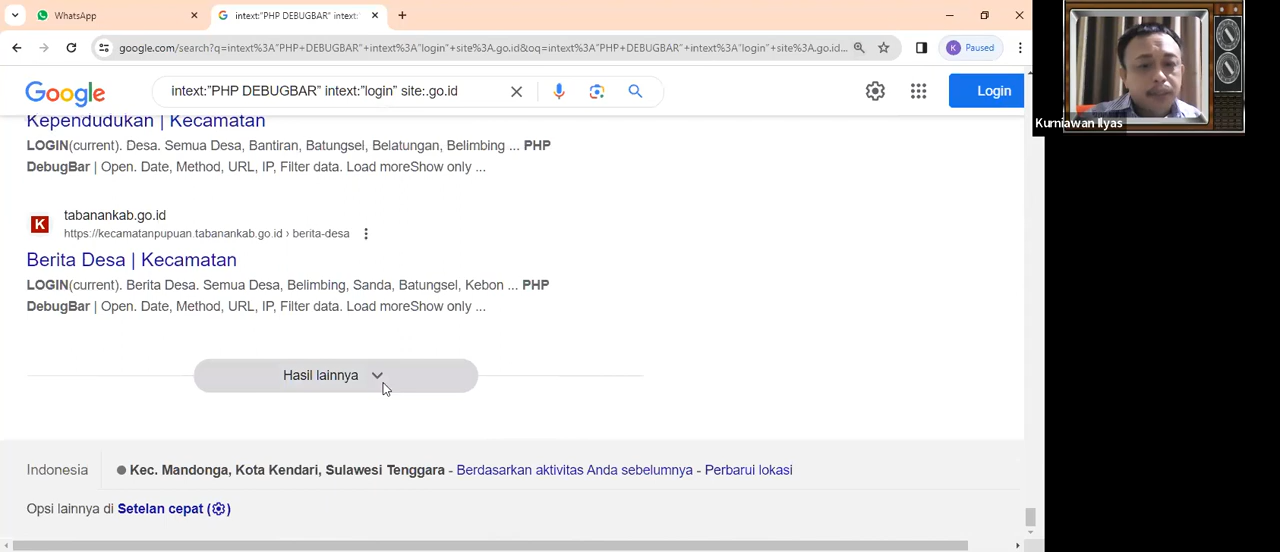 WhatsApp
intext:"PHP DEBUGBAR" intext:
google.com/search?q=intext%3A"PHP+DEBUGBAR"+intext%3A"login"+site%3A.go.id&oq=intext%3A"PHP+DEBUGBAR"+intext%3A"login"+site%3A.go.id...
K Paused
Google
intext:"PHP DEBUGBAR" intext:"login" site:.go.id
Login
Kurniawan Ilyas
Kependudukan | Kecamatan
LOGIN(current). Desa. Semua Desa, Bantiran, Batungsel, Belatungan, Belimbing ... PHP
DebugBar | Open. Date, Method, URL, IP, Filter data. Load moreShow only ...
K
tabanankab.go.id
https://kecamatanpupuan.tabanankab.go.id › berita-desa
Berita Desa | Kecamatan
LOGIN(current). Berita Desa. Semua Desa, Belimbing, Sanda, Batungsel, Kebon ... PHP
DebugBar | Open. Date, Method, URL, IP, Filter data. Load moreShow only ...
Hasil lainnya
Indonesia
Kec. Mandonga, Kota Kendari, Sulawesi Tenggara - Berdasarkan aktivitas Anda sebelumnya - Perbarui lokasi
Opsi lainnya di Setelan cepat